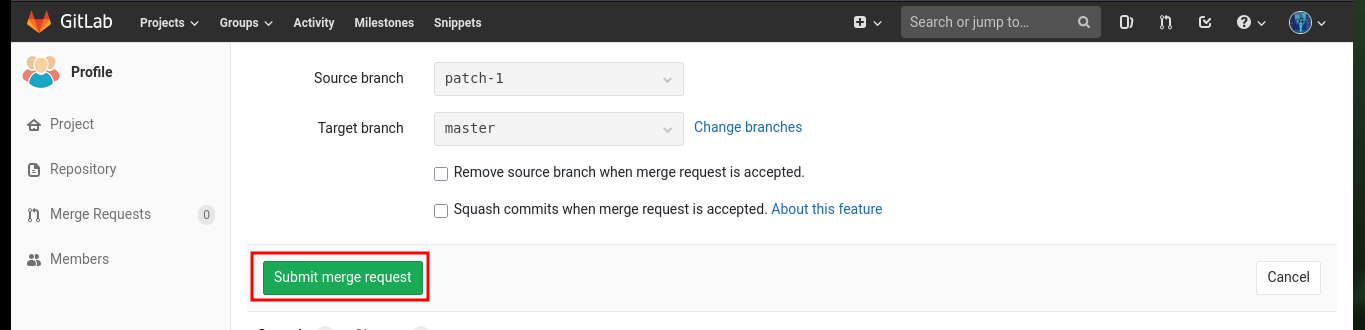 GitLab Projects Groups Activity Milestones Snippets Search or jump to...
Profile
Project
Repository
Merge Requests 0
Members
Source branch patch-1
Target branch master Change branches
Remove source branch when merge request is accepted.
Squash commits when merge request is accepted. About this feature
Submit merge request Cancel